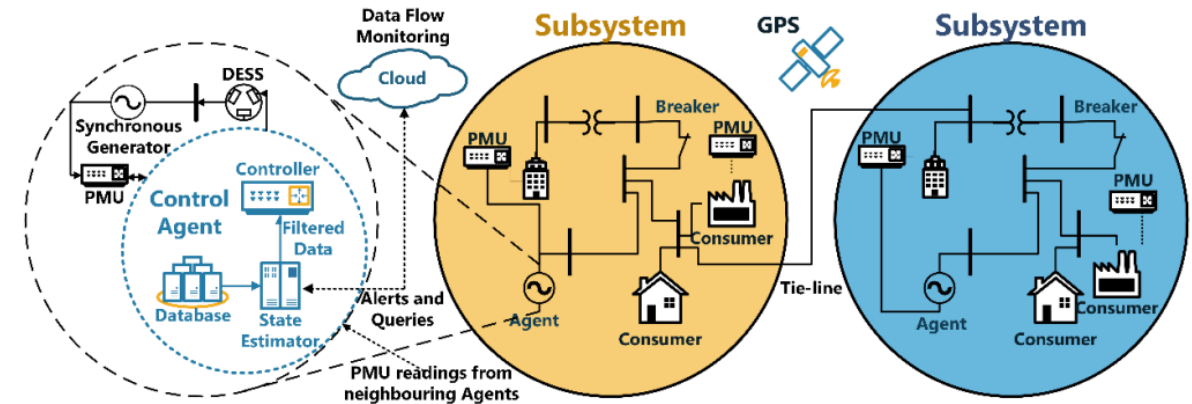 Data Flow
Monitoring
Cloud
DESS
Synchronous
Generator
PMU
Controller
Control
Agent
Filtered
Data
Database
State
Estimator
Alerts and
Queries
PMU readings from
neighbouring Agents
Subsystem
Breaker
PMU
PMU
Consumer
Agent
Consumer
GPS
Tie-line
Subsystem
Breaker
PMU
PMU
Consumer
Agent
Consumer